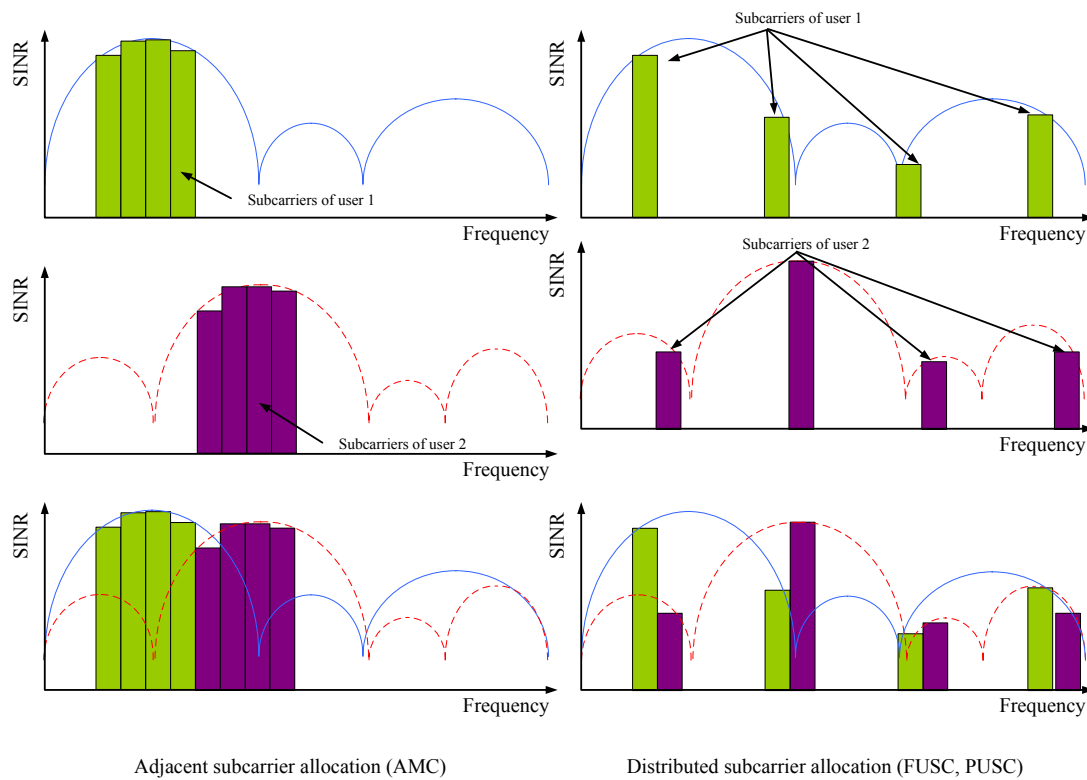 SINR
Subcarriers of user 1
Frequency
SINR
Subcarriers of user 1
Frequency
SINR
Subcarriers of user 2
Frequency
SINR
Subcarriers of user 2
Frequency
SINR
Frequency
SINR
Frequency
Adjacent subcarrier allocation (AMC)
Distributed subcarrier allocation (FUSC, PUSC)